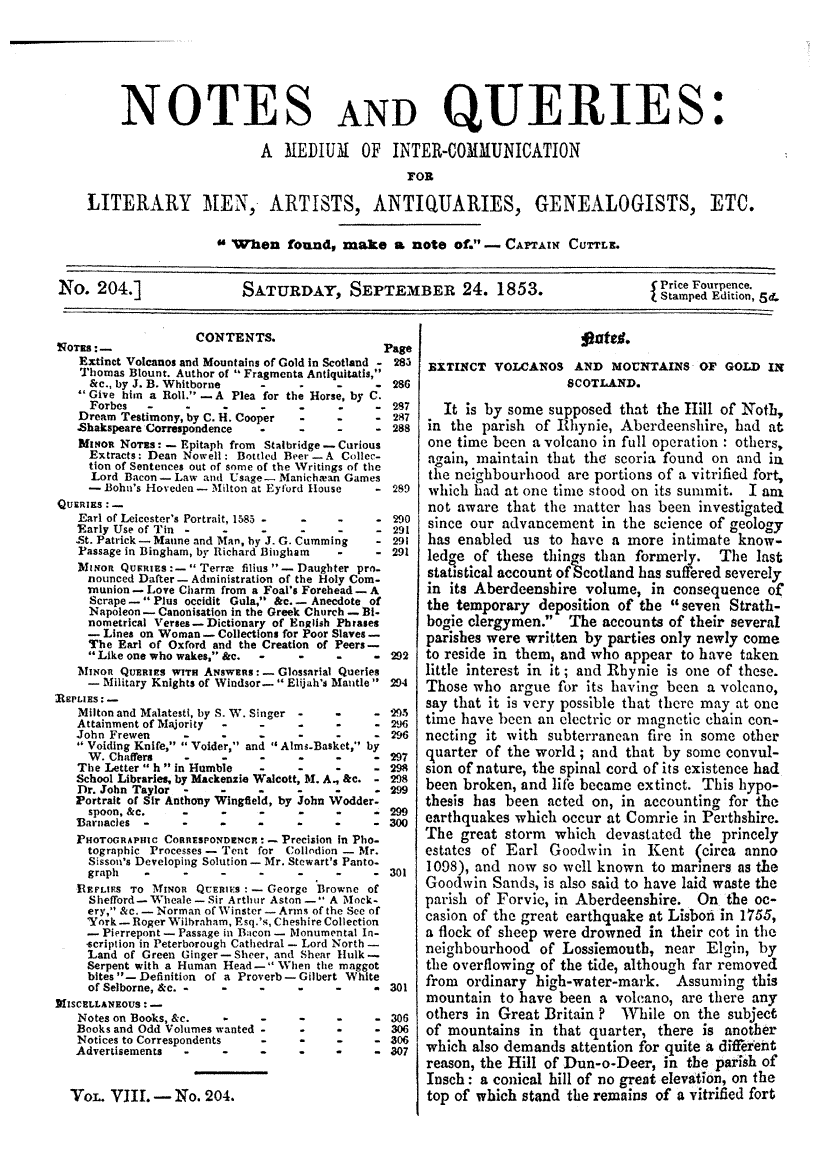 NOTES AND QUERIES:
A MEDIUM OF INTER-COMMUNICATION
FOR
LITERARY MEN, ARTISTS, ANTIQUARIES, GENEALOGISTS, ETC.
"When found, make a note of."—CAPTAIN CUTTLE.
No. 204.] SATURDAY, SEPTEMBER 24. 1853. { Price Fourpence.
{ Stamped Edition, 5d.
CONTENTS.
NOTES:— Page
Extinct Volcanos and Mountains of Gold in Scotland - 285
Thomas Blount. Author of "Fragmenta Antiquitatis,"
&c., by J. B. Whitborne - - - - 286
"Give him a Roll."—A Plea for the Horse, by C.
Forbes - - - - - - - 287
Dream Testimony, by C. H. Cooper - - - 287
Shakspeare Correspondence - - - - 288
MINOR NOTES:—Epitaph from Stalbridge—Curious
Extracts: Dean Nowell: Bottled Beer—A Collec-
tion of Sentences out of some of the Writings of the
Lord Bacon—Law and Usage—Manichæan Games
—Bohn's Hoveden—Milton at Eyford House - 289
QUERIES:—
Earl of Leicester's Portrait, 1585 - - - - 290
Early Use of Tin - - - - - - 291
St. Patrick—Maune and Man, by J. G. Cumming - 291
Passage in Bingham, by Richard Bingham - - 291
MINOR QUERIES:—"Terræ filius"—Daughter pro-
nounced Dafter—Administration of the Holy Com-
munion—Love Charm from a Foal's Forehead—A
Scrape—"Plus occidit Gula," &c.—Anecdote of
Napoleon—Canonisation in the Greek Church—Bi-
nometrical Verses—Dictionary of English Phrases
—Lines on Woman—Collections for Poor Slaves—
The Earl of Oxford and the Creation of Peers—
"Like one who wakes," &c. - - - - 292
MINOR QUERIES WITH ANSWERS:—Glossarial Queries
—Military Knights of Windsor—"Elijah's Mantle" 294
REPLIES:—
Milton and Malatesti, by S. W. Singer - - - 295
Attainment of Majority - - - - - 296
John Frewen - - - - - - 296
"Voiding Knife," "Voider," and "Alms-Basket," by
W. Chaffers - - - - - - 297
The Letter "h" in Humble - - - - 298
School Libraries, by Mackenzie Walcott, M. A., &c. - 298
Dr. John Taylor - - - - - - 299
Portrait of Sir Anthony Wingfield, by John Wodder-
spoon, &c. - - - - - - 299
Barnacles - - - - - - - 300
PHOTOGRAPHIC CORRESPONDENCE:—Precision in Pho-
tographic Processes—Tent for Collodion—Mr.
Sisson's Developing Solution—Mr. Stewart's Panto-
graph - - - - - - - 301
REPLIES TO MINOR QUERIES:—George Browne of
Shefford—Wheale—Sir Arthur Aston—"A Mock-
ery," &c.—Norman of Winster—Arms of the See of
York—Roger Wilbraham, Esq.'s, Cheshire Collection
—Pierrepont—Passage in Bacon—Monumental In-
scription in Peterborough Cathedral—Lord North—
Land of Green Ginger—Sheer, and Shear Hulk—
Serpent with a Human Head—"When the maggot
bites"—Definition of a Proverb—Gilbert White
of Selborne, &c. - - - - - - 301
MISCELLANEOUS:—
Notes on Books, &c. - - - - - 306
Books and Odd Volumes wanted - - - - 306
Notices to Correspondents - - - - 306
Advertisements - - - - - - 307
VOL. VIII.—No. 204.
Notes.
EXTINCT VOLCANOS AND MOUNTAINS OF GOLD IN
SCOTLAND.
It is by some supposed that the Hill of Noth,
in the parish of Rhynie, Aberdeenshire, had at
one time been a volcano in full operation: others,
again, maintain that the scoria found on and in
the neighbourhood are portions of a vitrified fort,
which had at one time stood on its summit. I am
not aware that the matter has been investigated
since our advancement in the science of geology
has enabled us to have a more intimate know-
ledge of these things than formerly. The last
statistical account of Scotland has suffered severely
in its Aberdeenshire volume, in consequence of
the temporary deposition of the "seven Strath-
bogie clergymen." The accounts of their several
parishes were written by parties only newly come
to reside in them, and who appear to have taken
little interest in it; and Rhynie is one of these.
Those who argue for its having been a volcano,
say that it is very possible that there may at one
time have been an electric or magnetic chain con-
necting it with subterranean fire in some other
quarter of the world; and that by some convul-
sion of nature, the spinal cord of its existence had
been broken, and life became extinct. This hypo-
thesis has been acted on, in accounting for the
earthquakes which occur at Comrie in Perthshire.
The great storm which devastated the princely
estates of Earl Goodwin in Kent (circa anno
1098), and now so well known to mariners as the
Goodwin Sands, is also said to have laid waste the
parish of Forvie, in Aberdeenshire. On the oc-
casion of the great earthquake at Lisbon in 1755,
a flock of sheep were drowned in their cot in the
neighbourhood of Lossiemouth, near Elgin, by
the overflowing of the tide, although far removed
from ordinary high-water-mark. Assuming this
mountain to have been a volcano, are there any
others in Great Britain? While on the subject
of mountains in that quarter, there is another
which also demands attention for quite a different
reason, the Hill of Dun-o-Deer, in the parish of
Insch: a conical hill of no great elevation, on the
top of which stand the remains of a vitrified fort